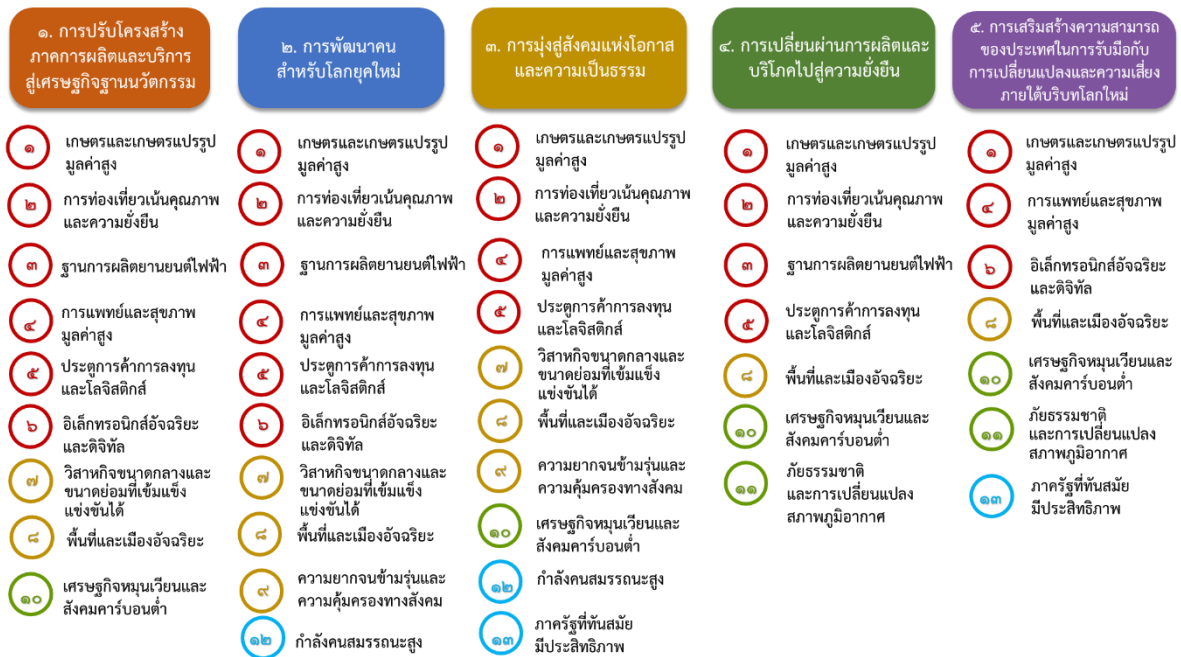 ๑. การปรับโครงสร้าง
ภาคการผลิตและบริการ
สู่เศรษฐกิจฐานนวัตกรรม
๑
เกษตรและเกษตรแปรรูป
มูลค่าสูง
๒
การท่องเที่ยวเน้นคุณภาพ
และความยั่งยืน
๓
ฐานการผลิตยานยนต์ไฟฟ้า
๔
การแพทย์และสุขภาพ
มูลค่าสูง
๕
ประตูการค้าการลงทุน
และโลจิสติกส์
๖
อิเล็กทรอนิกส์อัจฉริยะ
และดิจิทัล
๗
วิสาหกิจขนาดกลางและ
ขนาดย่อมที่เข้มแข็ง
แข่งขันได้
๘
พื้นที่และเมืองอัจฉริยะ
๑๐
เศรษฐกิจหมุนเวียนและ
สังคมคาร์บอนต่ำ
๒. การพัฒนาคน
สำหรับโลกยุคใหม่
๑
เกษตรและเกษตรแปรรูป
มูลค่าสูง
๒
การท่องเที่ยวเน้นคุณภาพ
และความยั่งยืน
๓
ฐานการผลิตยานยนต์ไฟฟ้า
๔
การแพทย์และสุขภาพ
มูลค่าสูง
๕
ประตูการค้าการลงทุน
และโลจิสติกส์
๖
อิเล็กทรอนิกส์อัจฉริยะ
และดิจิทัล
๗
วิสาหกิจขนาดกลางและ
ขนาดย่อมที่เข้มแข็ง
แข่งขันได้
๘
พื้นที่และเมืองอัจฉริยะ
๙
ความยากจนข้ามรุ่นและ
ความคุ้มครองทางสังคม
๑๒
กำลังคนสมรรถนะสูง
๓. การมุ่งสู่สังคมแห่งโอกาส
และความเป็นธรรม
๑
เกษตรและเกษตรแปรรูป
มูลค่าสูง
๒
การท่องเที่ยวเน้นคุณภาพ
และความยั่งยืน
๔
การแพทย์และสุขภาพ
มูลค่าสูง
๕
ประตูการค้าการลงทุน
และโลจิสติกส์
๗
วิสาหกิจขนาดกลางและ
ขนาดย่อมที่เข้มแข็ง
แข่งขันได้
๘
พื้นที่และเมืองอัจฉริยะ
๙
ความยากจนข้ามรุ่นและ
ความคุ้มครองทางสังคม
๑๐
เศรษฐกิจหมุนเวียนและ
สังคมคาร์บอนต่ำ
๑๒
กำลังคนสมรรถนะสูง
๑๓
ภาครัฐที่ทันสมัย
มีประสิทธิภาพ
๔. การเปลี่ยนผ่านการผลิตและ
บริโภคไปสู่ความยั่งยืน
๑
เกษตรและเกษตรแปรรูป
มูลค่าสูง
๒
การท่องเที่ยวเน้นคุณภาพ
และความยั่งยืน
๓
ฐานการผลิตยานยนต์ไฟฟ้า
๕
ประตูการค้าการลงทุน
และโลจิสติกส์
๘
พื้นที่และเมืองอัจฉริยะ
๑๐
เศรษฐกิจหมุนเวียนและ
สังคมคาร์บอนต่ำ
๑๑
ภัยธรรมชาติ
และการเปลี่ยนแปลง
สภาพภูมิอากาศ
๕. การเสริมสร้างความสามารถ
ของประเทศในการรับมือกับ
การเปลี่ยนแปลงและความเสี่ยง
ภายใต้บริบทโลกใหม่
๑
เกษตรและเกษตรแปรรูป
มูลค่าสูง
๔
การแพทย์และสุขภาพ
มูลค่าสูง
๖
อิเล็กทรอนิกส์อัจฉริยะ
และดิจิทัล
๘
พื้นที่และเมืองอัจฉริยะ
๑๐
เศรษฐกิจหมุนเวียนและ
สังคมคาร์บอนต่ำ
๑๑
ภัยธรรมชาติ
และการเปลี่ยนแปลง
สภาพภูมิอากาศ
๑๓
ภาครัฐที่ทันสมัย
มีประสิทธิภาพ